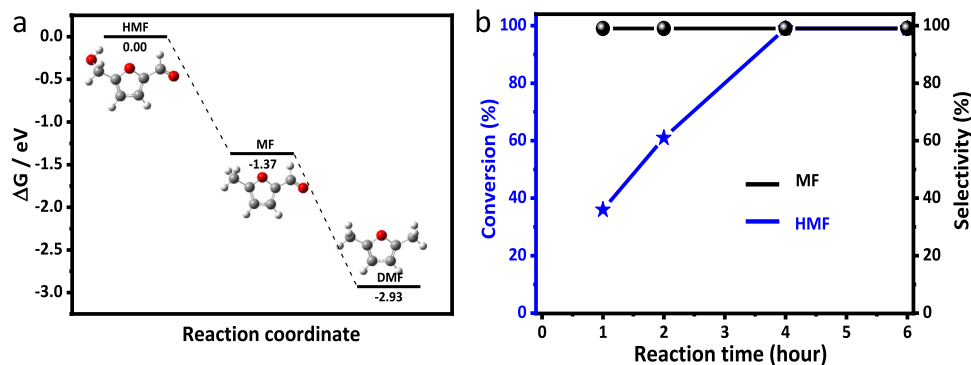 a
ΔG / eV
0.0
-0.5
-1.0
-1.5
-2.0
-2.5
-3.0
HMF
0.00
MF
-1.37
DMF
-2.93
Reaction coordinate
b
Conversion (%)
100
80
60
40
20
0
MF
HMF
100
80
60
40
20
0
Selectivity (%)
0 1 2 4 5 6
Reaction time (hour)